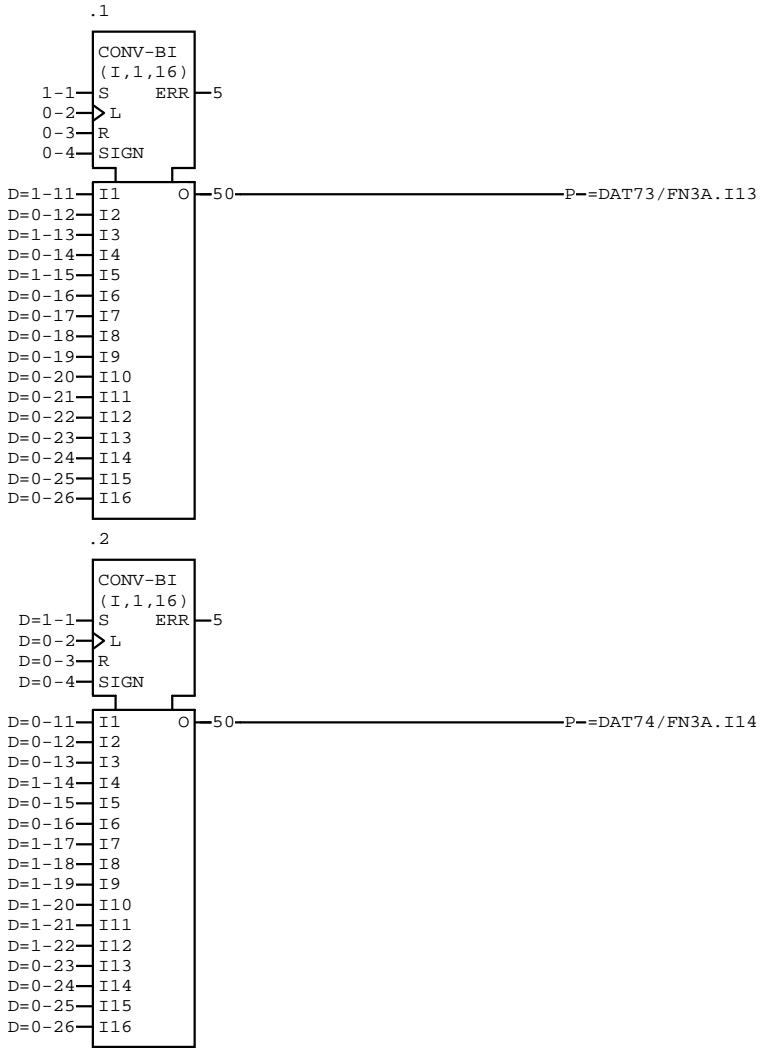 .1
CONV-BI
(I,1,16)
1-1 S ERR 5
0-2 L
0-3 R
0-4 SIGN
D=1-11 I1 O 50 P-=DAT73/FN3A.I13
D=0-12 I2
D=1-13 I3
D=0-14 I4
D=1-15 I5
D=0-16 I6
D=0-17 I7
D=0-18 I8
D=0-19 I9
D=0-20 I10
D=0-21 I11
D=0-22 I12
D=0-23 I13
D=0-24 I14
D=0-25 I15
D=0-26 I16
.2
CONV-BI
(I,1,16)
D=1-1 S ERR 5
D=0-2 L
D=0-3 R
D=0-4 SIGN
D=0-11 I1 O 50 P-=DAT74/FN3A.I14
D=0-12 I2
D=0-13 I3
D=1-14 I4
D=0-15 I5
D=0-16 I6
D=1-17 I7
D=1-18 I8
D=1-19 I9
D=1-20 I10
D=1-21 I11
D=1-22 I12
D=0-23 I13
D=0-24 I14
D=0-25 I15
D=0-26 I16